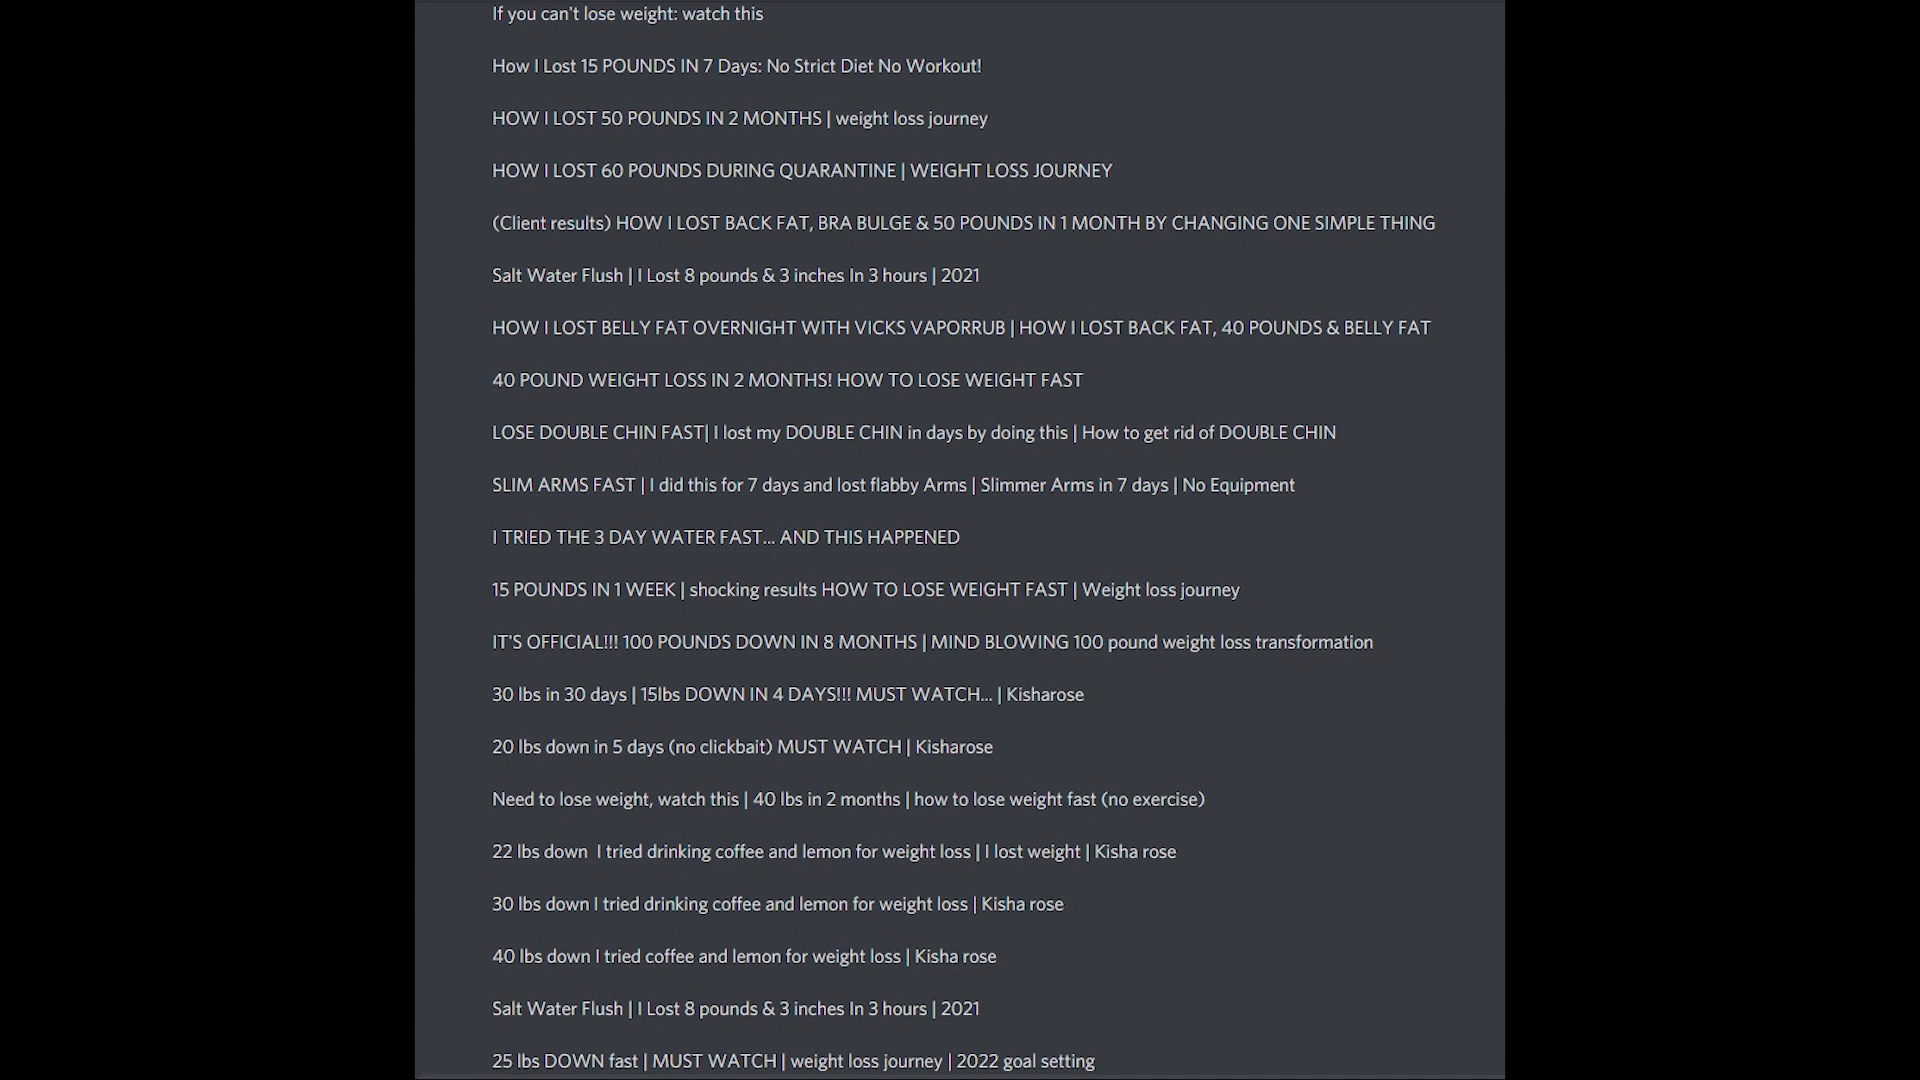 If you can't lose weight: watch this
How I Lost 15 POUNDS IN 7 Days: No Strict Diet No Workout!
HOW I LOST 50 POUNDS IN 2 MONTHS | weight loss journey
HOW I LOST 60 POUNDS DURING QUARANTINE | WEIGHT LOSS JOURNEY
(Client results) HOW I LOST BACK FAT, BRA BULGE & 50 POUNDS IN 1 MONTH BY CHANGING ONE SIMPLE THING
Salt Water Flush | I Lost 8 pounds & 3 inches In 3 hours | 2021
HOW I LOST BELLY FAT OVERNIGHT WITH VICKS VAPORRUB | HOW I LOST BACK FAT, 40 POUNDS & BELLY FAT
40 POUND WEIGHT LOSS IN 2 MONTHS! HOW TO LOSE WEIGHT FAST
LOSE DOUBLE CHIN FAST| I lost my DOUBLE CHIN in days by doing this | How to get rid of DOUBLE CHIN
SLIM ARMS FAST | I did this for 7 days and lost flabby Arms | Slimmer Arms in 7 days | No Equipment
I TRIED THE 3 DAY WATER FAST... AND THIS HAPPENED
15 POUNDS IN 1 WEEK | shocking results HOW TO LOSE WEIGHT FAST | Weight loss journey
IT'S OFFICIAL!!! 100 POUNDS DOWN IN 8 MONTHS | MIND BLOWING 100 pound weight loss transformation
30 lbs in 30 days | 15lbs DOWN IN 4 DAYS!!! MUST WATCH... | Kisharose
20 lbs down in 5 days (no clickbait) MUST WATCH | Kisharose
Need to lose weight, watch this | 40 lbs in 2 months | how to lose weight fast (no exercise)
22 lbs down  I tried drinking coffee and lemon for weight loss | I lost weight | Kisha rose
30 lbs down I tried drinking coffee and lemon for weight loss | Kisha rose
40 lbs down I tried coffee and lemon for weight loss | Kisha rose
Salt Water Flush | I Lost 8 pounds & 3 inches In 3 hours | 2021
25 lbs DOWN fast | MUST WATCH | weight loss journey | 2022 goal setting